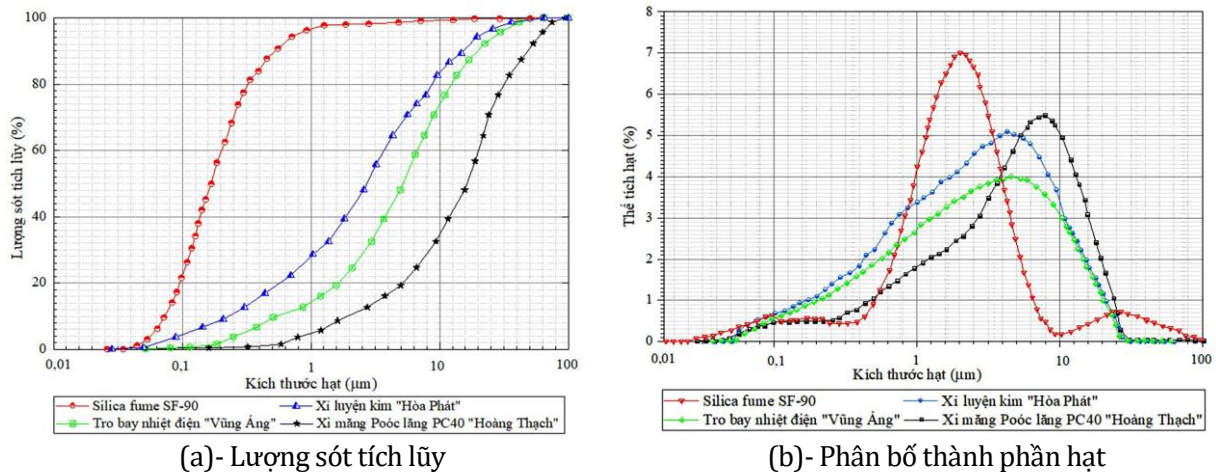 100
80
60
40
20
0
Lượng sót tích lũy (%)
0,01 0,1 1 10 100
Kích thước hạt (μm)
Silica fume SF-90
Xỉ luyện kim "Hòa Phát"
Tro bay nhiệt điện "Vũng Áng"
Xi măng Poóc lăng PC40 "Hoàng Thạch"
(a)- Lượng sót tích lũy
8
7
6
5
4
3
2
1
0
Thể tích hạt (%)
0,01 0,1 1 10 100
Kích thước hạt (μm)
Silica fume SF-90
Xỉ luyện kim "Hòa Phát"
Tro bay nhiệt điện "Vũng Áng"
Xi măng Poóc lăng PC40 "Hoàng Thạch"
(b)- Phân bố thành phần hạt